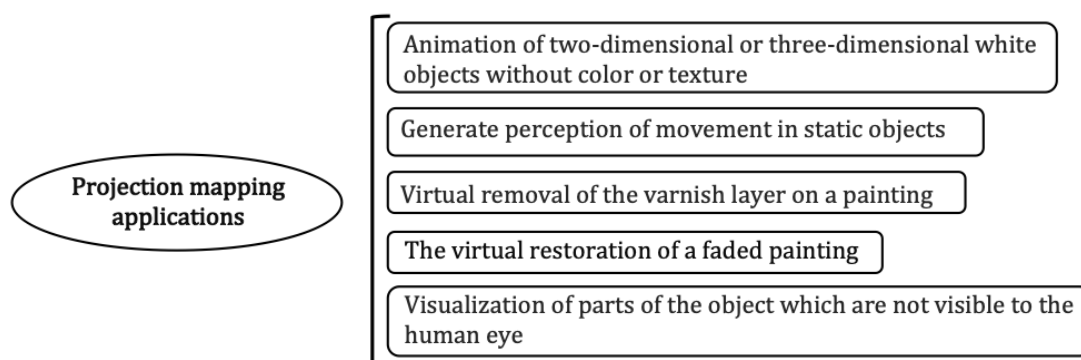 Projection mapping
applications
Animation of two-dimensional or three-dimensional white
objects without color or texture
Generate perception of movement in static objects
Virtual removal of the varnish layer on a painting
The virtual restoration of a faded painting
Visualization of parts of the object which are not visible to the
human eye